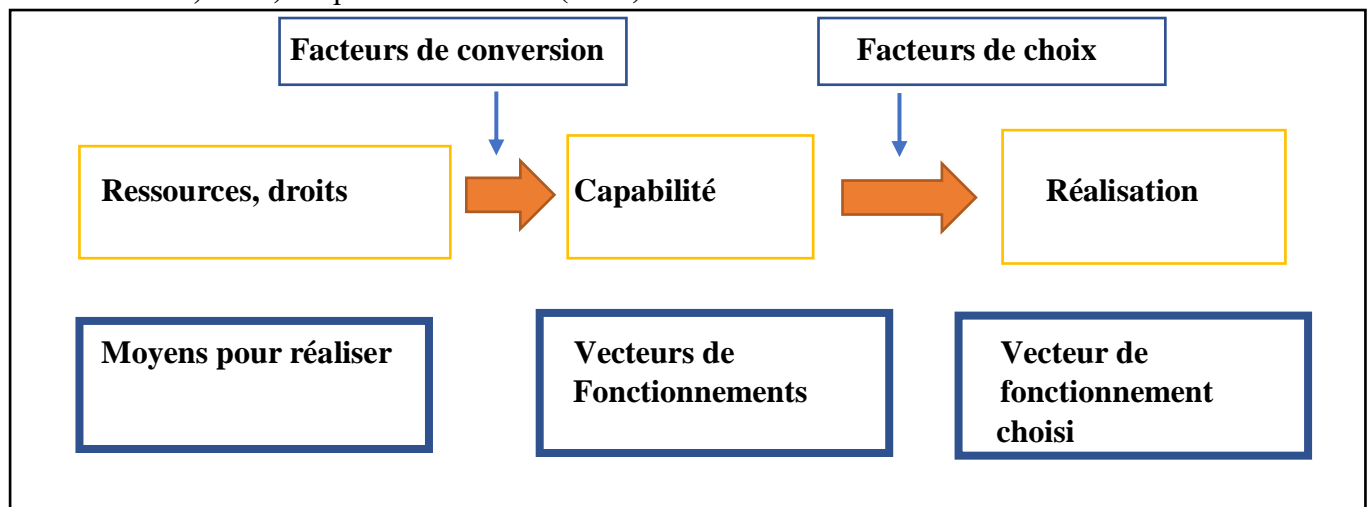 Facteurs de conversion
Facteurs de choix
Ressources, droits
Capabilité
Réalisation
Moyens pour réaliser
Vecteurs de
Fonctionnements
Vecteur de
fonctionnement
choisi